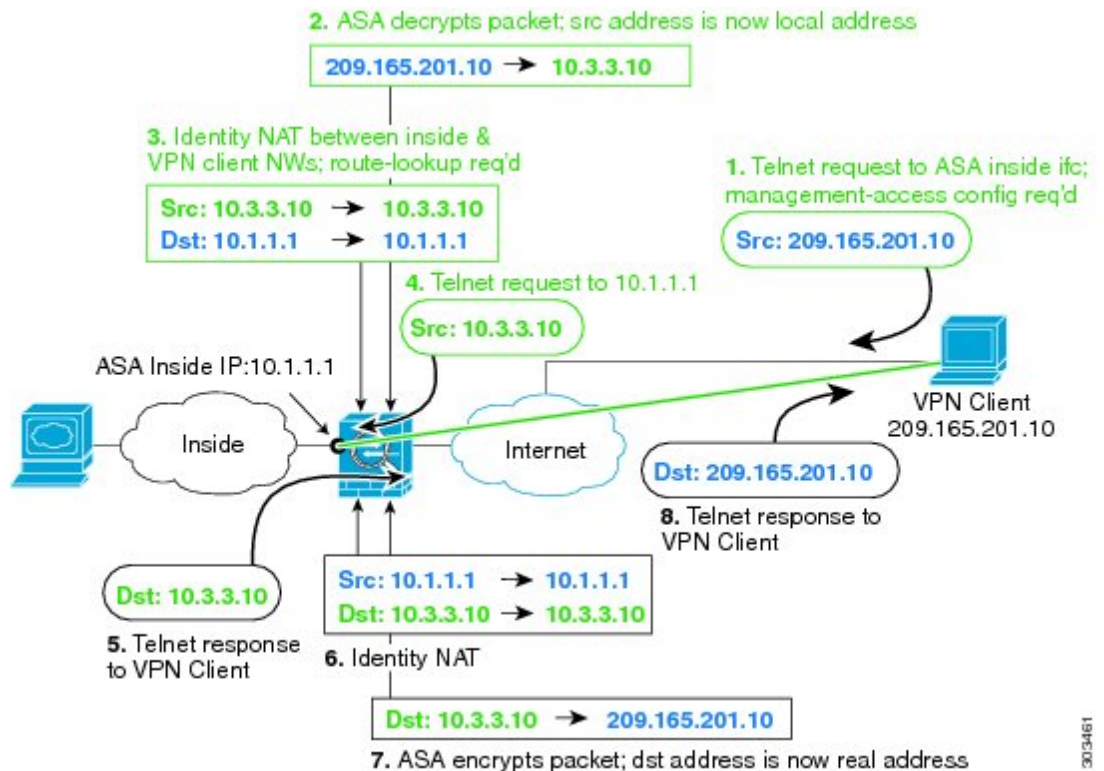 2. ASA decrypts packet; src address is now local address
209.165.201.10 → 10.3.3.10
3. Identity NAT between inside &
VPN client NWs; route-lookup req'd
Src: 10.3.3.10 → 10.3.3.10
Dst: 10.1.1.1 → 10.1.1.1
1. Telnet request to ASA inside ifc;
management-access config req'd
Src: 209.165.201.10
4. Telnet request to 10.1.1.1
Src: 10.3.3.10
ASA Inside IP:10.1.1.1
Inside
Internet
VPN Client
209.165.201.10
Dst: 209.165.201.10
8. Telnet response to
VPN Client
Dst: 10.3.3.10
5. Telnet response
to VPN Client
Src: 10.1.1.1 → 10.1.1.1
Dst: 10.3.3.10 → 10.3.3.10
6. Identity NAT
Dst: 10.3.3.10 → 209.165.201.10
7. ASA encrypts packet; dst address is now real address
303461